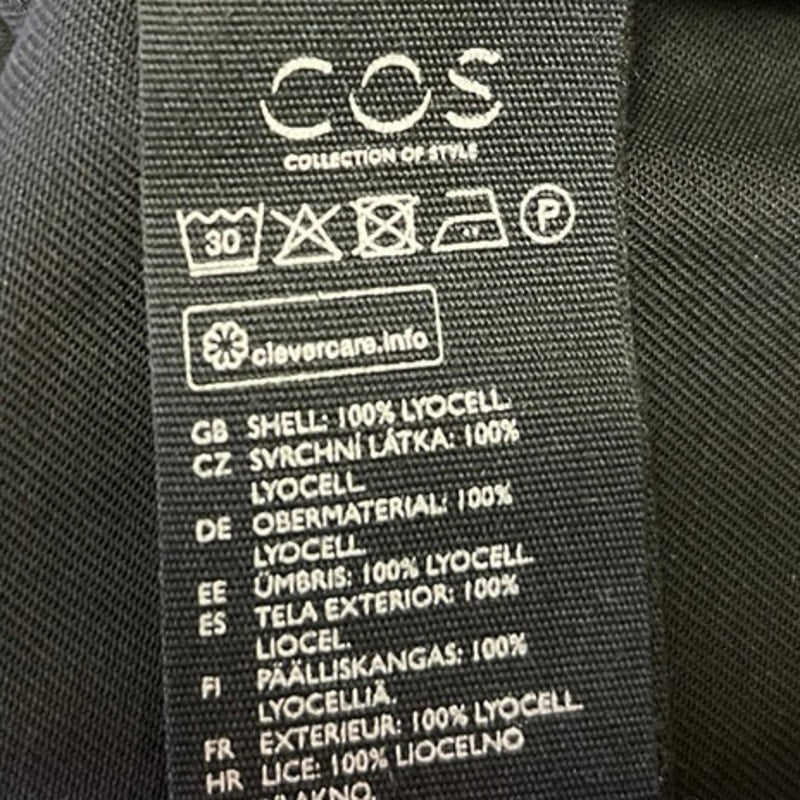 COS
COLLECTION OF STYLE
30
P
clevercare.info
GB SHELL: 100% LYOCELL.
CZ SVRCHNÍ LÁTKA: 100%
LYOCELL.
DE OBERMATERIAL: 100%
LYOCELL.
EE ÜMBRIS: 100% LYOCELL.
ES TELA EXTERIOR: 100%
LIOCEL.
FI PÄÄLLISKANGAS: 100%
LYOCELLIÄ.
FR EXTERIEUR: 100% LYOCELL.
HR LICE: 100% LIOCELNO